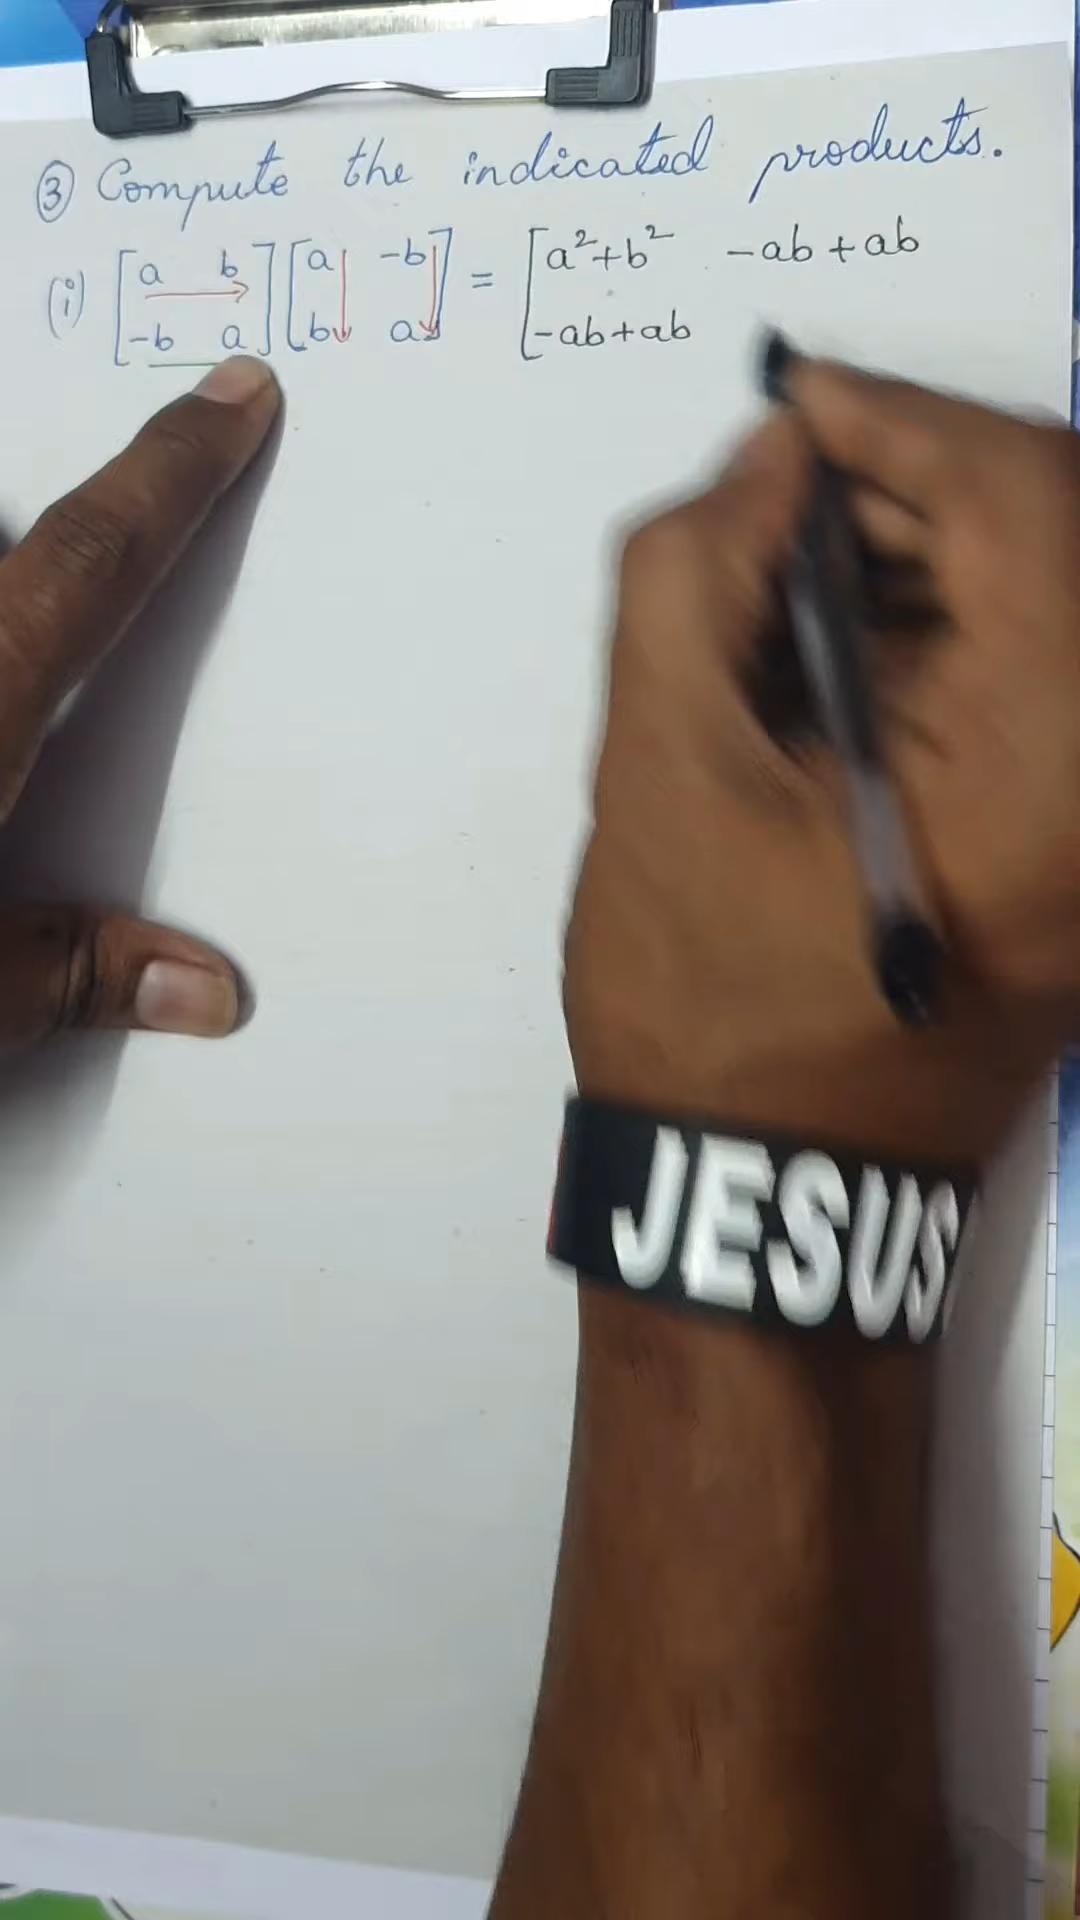 ③ Compute the indicated products.
(i) [a b] [a -b] = [a²+b² -ab+ab
[-b a] [b a] [-ab+ab
JESUS